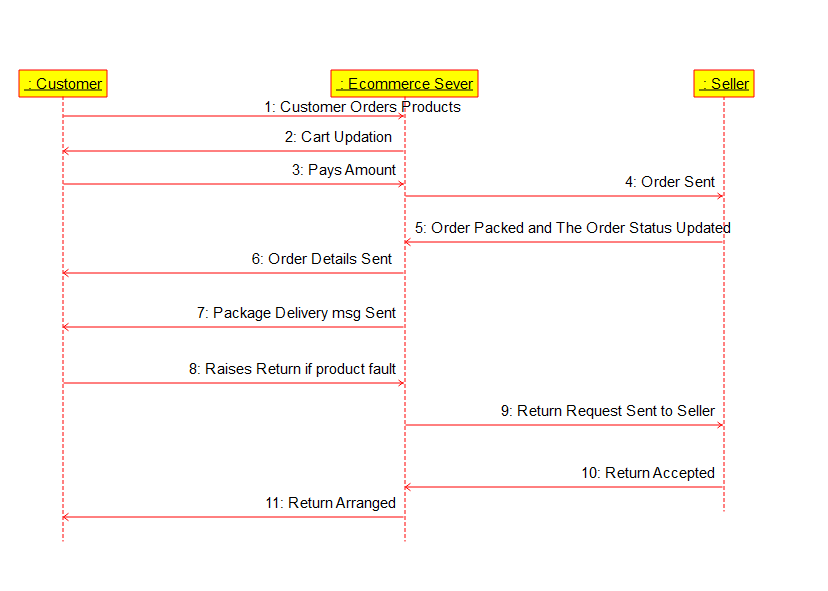 : Customer
: Ecommerce Sever
: Seller
1: Customer Orders Products
2: Cart Updation
3: Pays Amount
4: Order Sent
5: Order Packed and The Order Status Updated
6: Order Details Sent
7: Package Delivery msg Sent
8: Raises Return if product fault
9: Return Request Sent to Seller
10: Return Accepted
11: Return Arranged